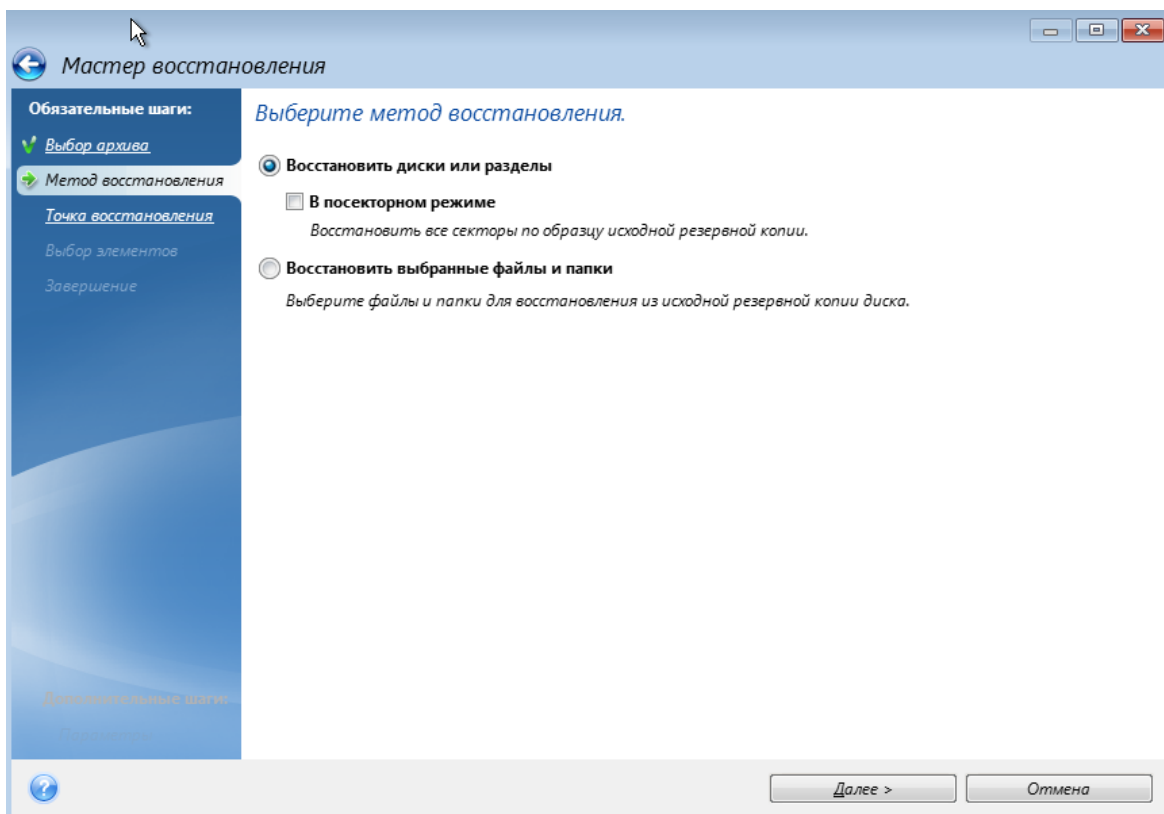 Мастер восстановления
Обязательные шаги:
Выбор архива
Метод восстановления
Точка восстановления
Выбор элементов
Завершение
Выберите метод восстановления.
Восстановить диски или разделы
В посекторном режиме
Восстановить все секторы по образцу исходной резервной копии.
Восстановить выбранные файлы и папки
Выберите файлы и папки для восстановления из исходной резервной копии диска.
шаги:
Далее >
Отмена